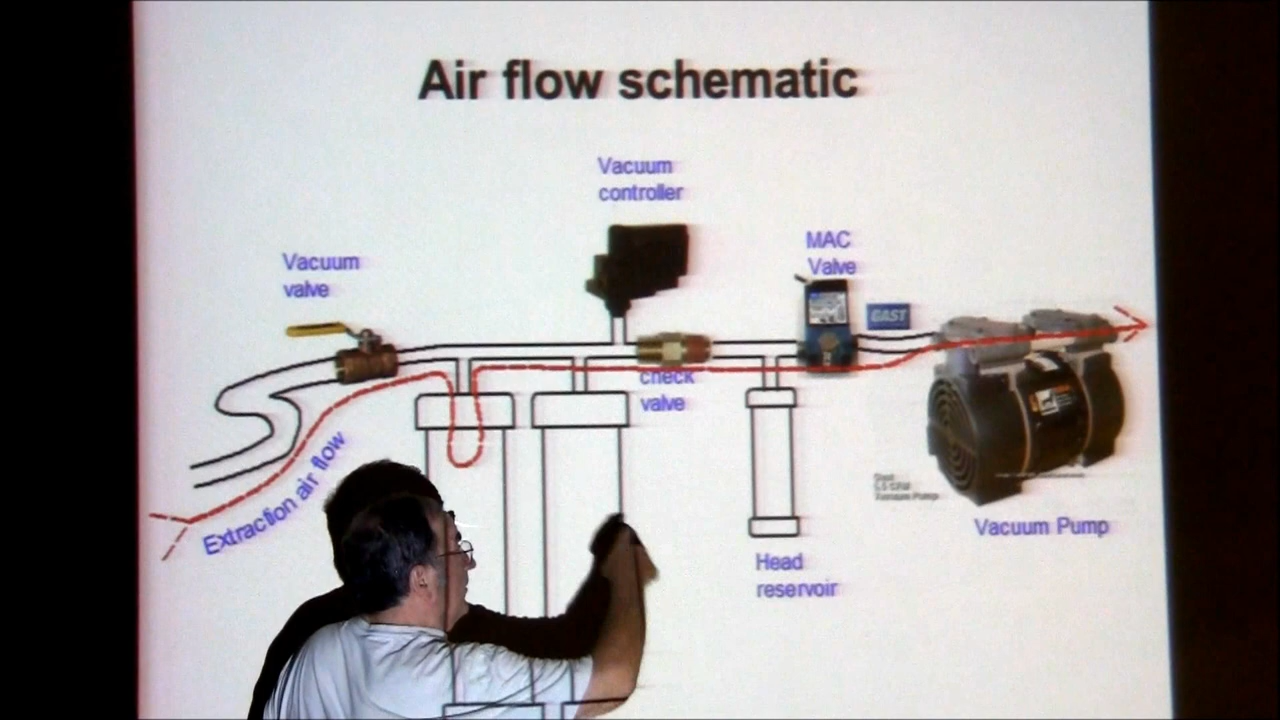 Air flow schematic
Vacuum
controller
MAC
Valve
Vacuum
valve
GAST
check
valve
Extraction air flow
Vacuum Pump
Head
reservoir